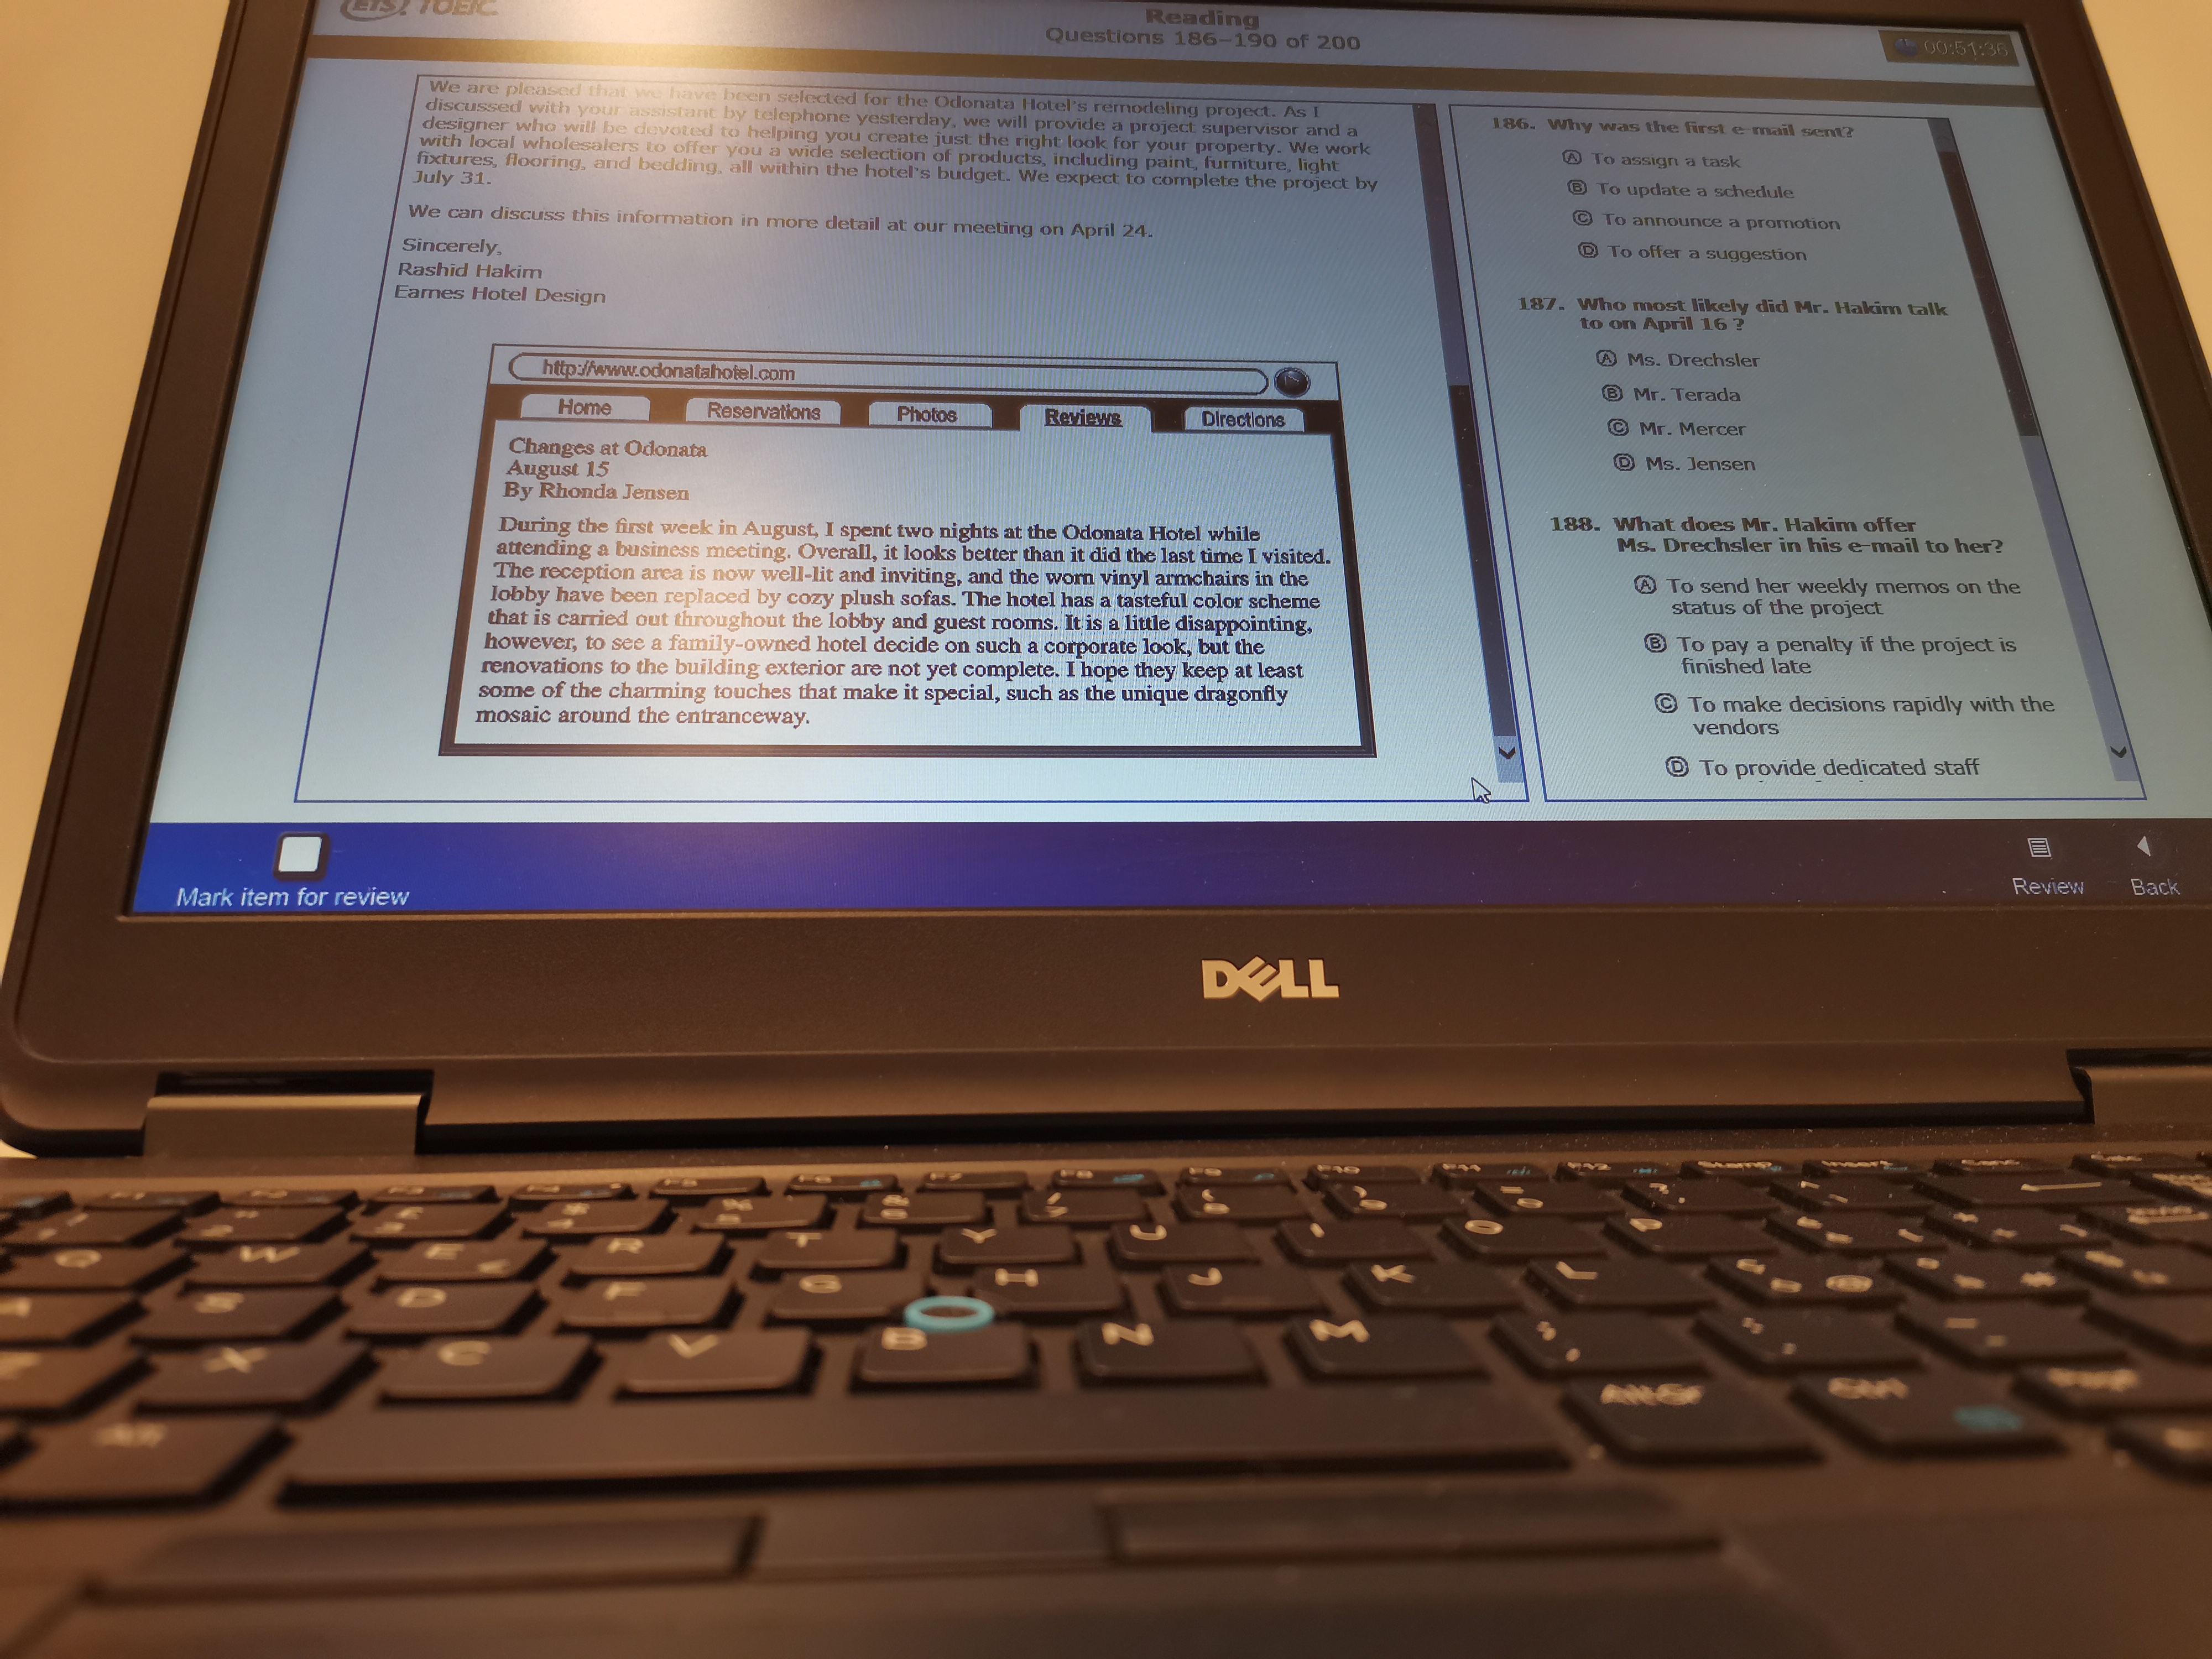 ETS. TOEIC
Reading
Questions 186-190 of 200
00:51:36
We are pleased that we have been selected for the Odonata Hotel's remodeling project. As I
discussed with your assistant by telephone yesterday, we will provide a project supervisor and a
designer who will be devoted to helping you create just the right look for your property. We work
with local wholesalers to offer you a wide selection of products, including paint, furniture, light
fixtures, flooring, and bedding, all within the hotel's budget. We expect to complete the project by
July 31.
We can discuss this information in more detail at our meeting on April 24.
Sincerely,
Rashid Hakim
Eames Hotel Design
http://www.odonatahotel.com
Home Reservations Photos Reviews Directions
Changes at Odonata
August 15
By Rhonda Jensen
During the first week in August, I spent two nights at the Odonata Hotel while
attending a business meeting. Overall, it looks better than it did the last time I visited.
The reception area is now well-lit and inviting, and the worn vinyl armchairs in the
lobby have been replaced by cozy plush sofas. The hotel has a tasteful color scheme
that is carried out throughout the lobby and guest rooms. It is a little disappointing,
however, to see a family-owned hotel decide on such a corporate look, but the
renovations to the building exterior are not yet complete. I hope they keep at least
some of the charming touches that make it special, such as the unique dragonfly
mosaic around the entranceway.
186. Why was the first e-mail sent?
A To assign a task
B To update a schedule
C To announce a promotion
D To offer a suggestion
187. Who most likely did Mr. Hakim talk
to on April 16 ?
A Ms. Drechsler
B Mr. Terada
C Mr. Mercer
D Ms. Jensen
188. What does Mr. Hakim offer
Ms. Drechsler in his e-mail to her?
A To send her weekly memos on the
status of the project
B To pay a penalty if the project is
finished late
C To make decisions rapidly with the
vendors
D To provide dedicated staff
Mark item for review
Review Back
DELL
Q W E R T Y U I O P
S D F G H J K L
X C V B N M